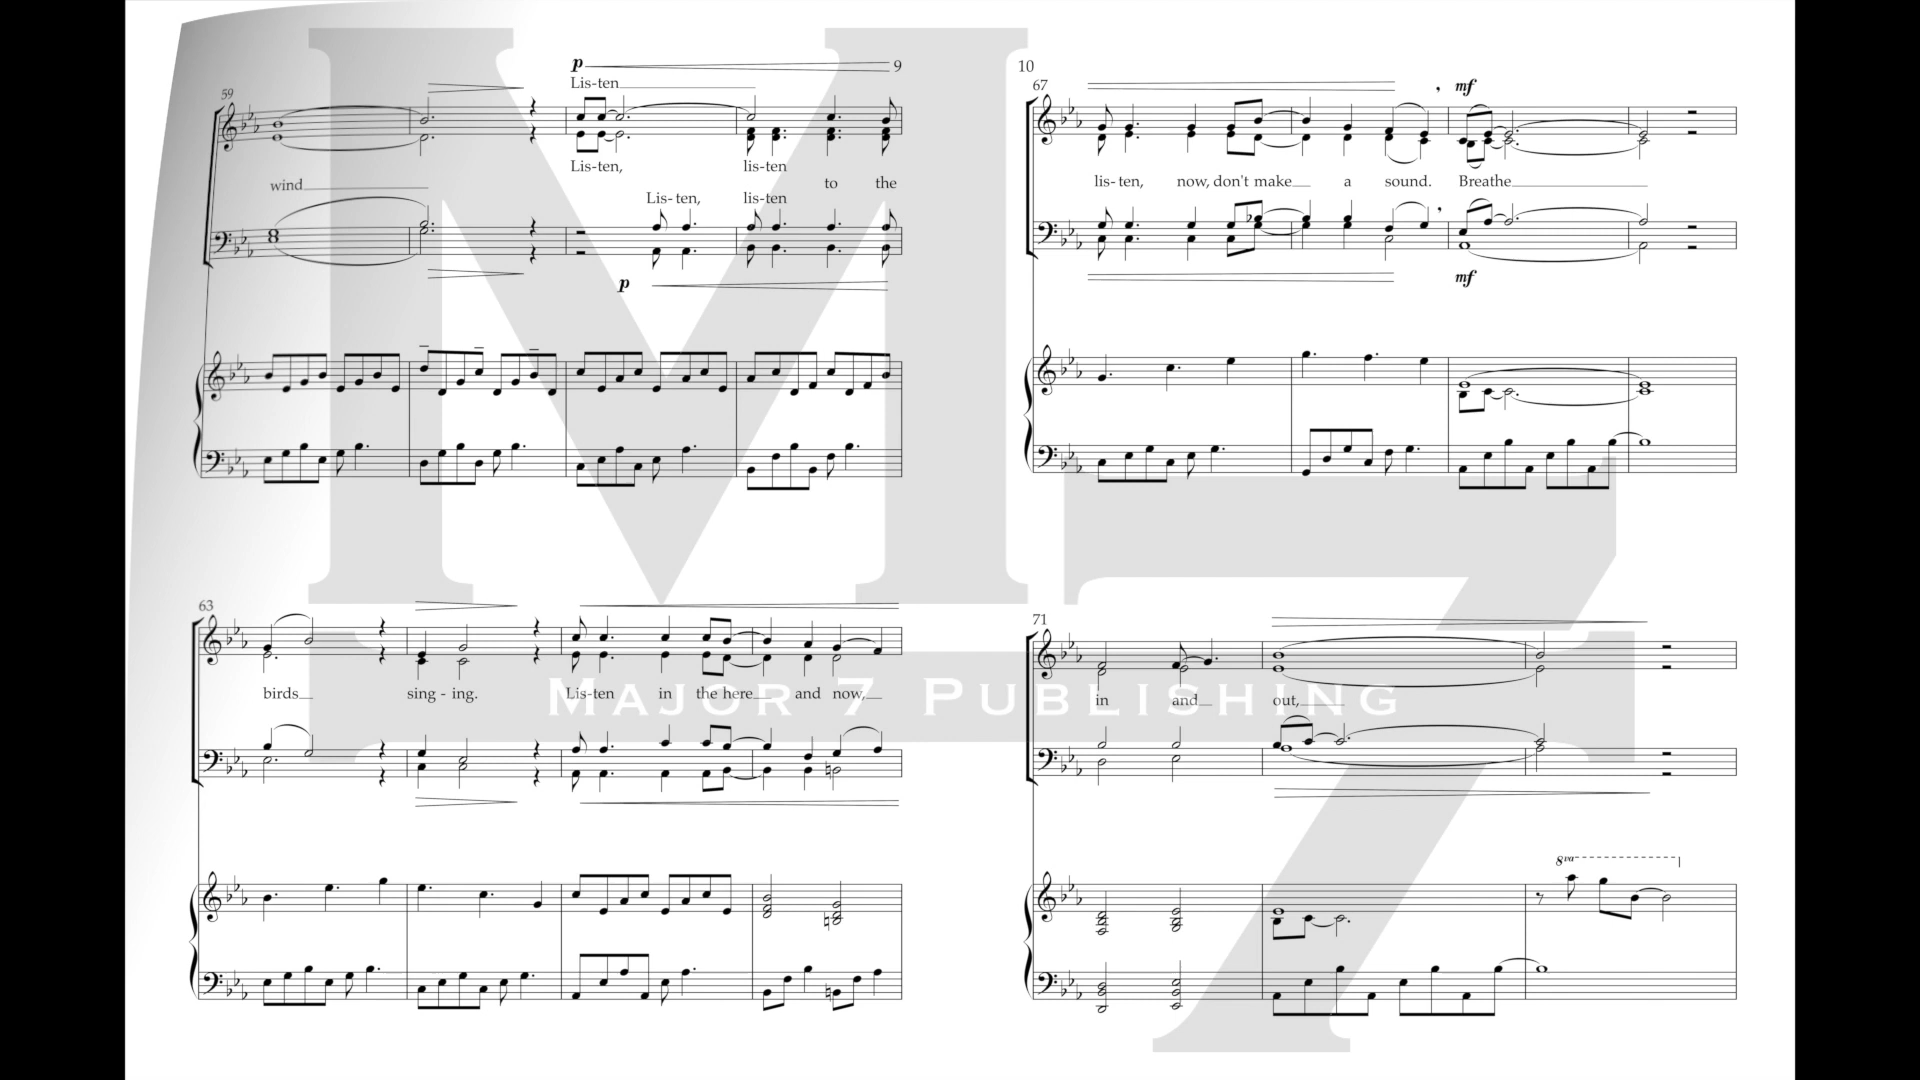 9
59
p
Lis-ten
Lis-ten, lis-ten
wind to the
Lis-ten, lis-ten
p
63
birds sing - ing. Lis-ten in the here and now,
10
67
mf
lis-ten, now, don't make a sound. Breathe
mf
71
in and out,
8va
MAJOR 7 PUBLISHING
M7